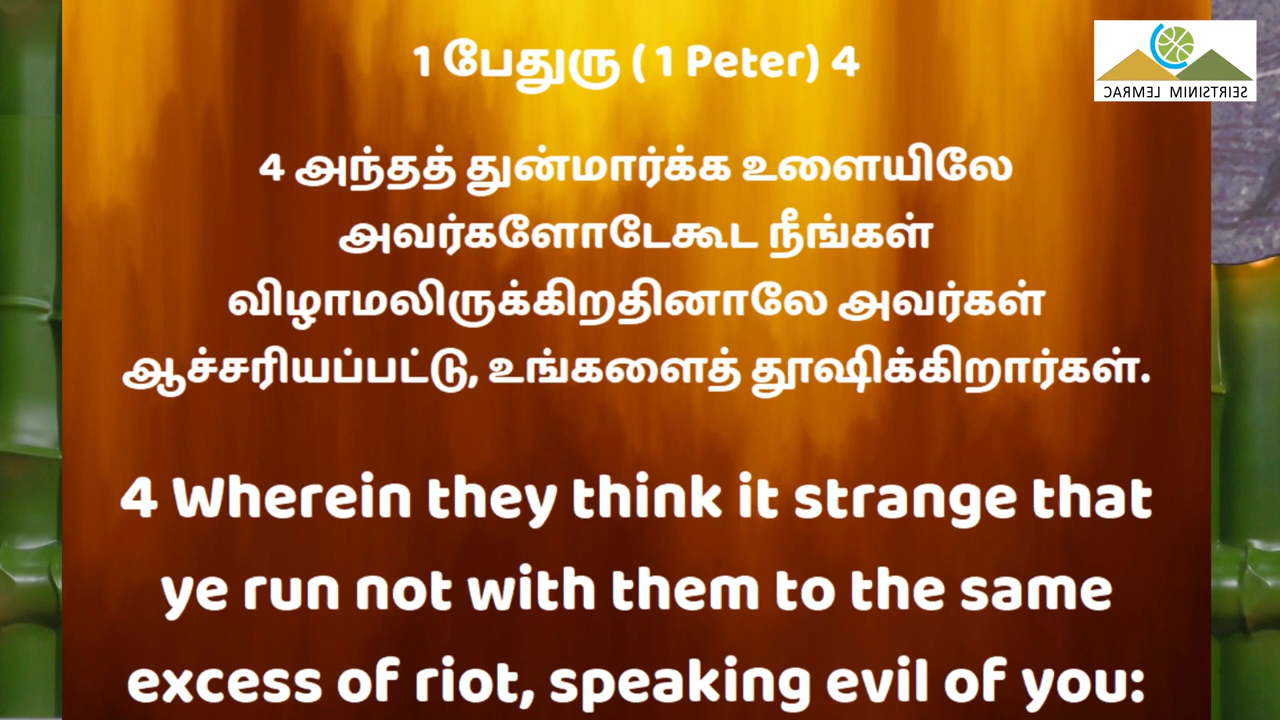 1 பேதுரு ( 1 Peter) 4
4 அந்தத் துன்மார்க்க உளையிலே
அவர்களோடேகூட நீங்கள்
விழாமலிருக்கிறதினாலே அவர்கள்
ஆச்சரியப்பட்டு, உங்களைத் தூஷிக்கிறார்கள்.
4 Wherein they think it strange that
ye run not with them to the same
excess of riot, speaking evil of you:
CARMEL MINISTRIES